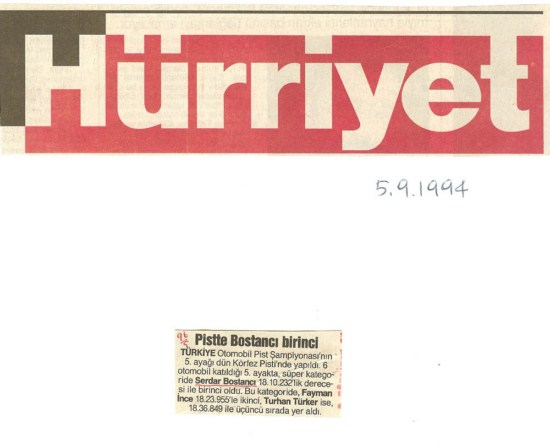 Hürriyet
5.9.1994
Pistte Bostancı birinci
TÜRKİYE Otomobil Pist Şampiyonası'nın
5. ayağı dün Körfez Pisti'nde yapıldı. 6
otomobil katıldığı 5. ayakta, süper katego-
ride Serdar Bostancı 18.10.232'lik derece-
si ile birinci oldu. Bu kategoride, Fayman
İnce 18.23.955'le ikinci, Turhan Türker ise,
18.36.849 ile üçüncü sırada yer aldı.